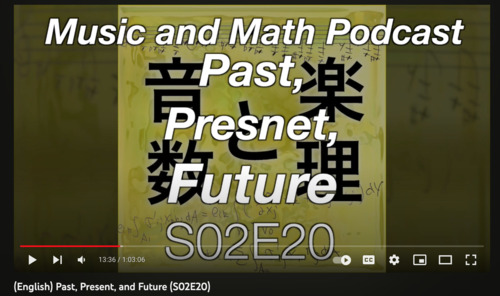 Music and Math Podcast
Past,
Presnet,
Future
S02E20
音楽
と
数理
13:36 / 1:03:06
CC
(English) Past, Present, and Future (S02E20)